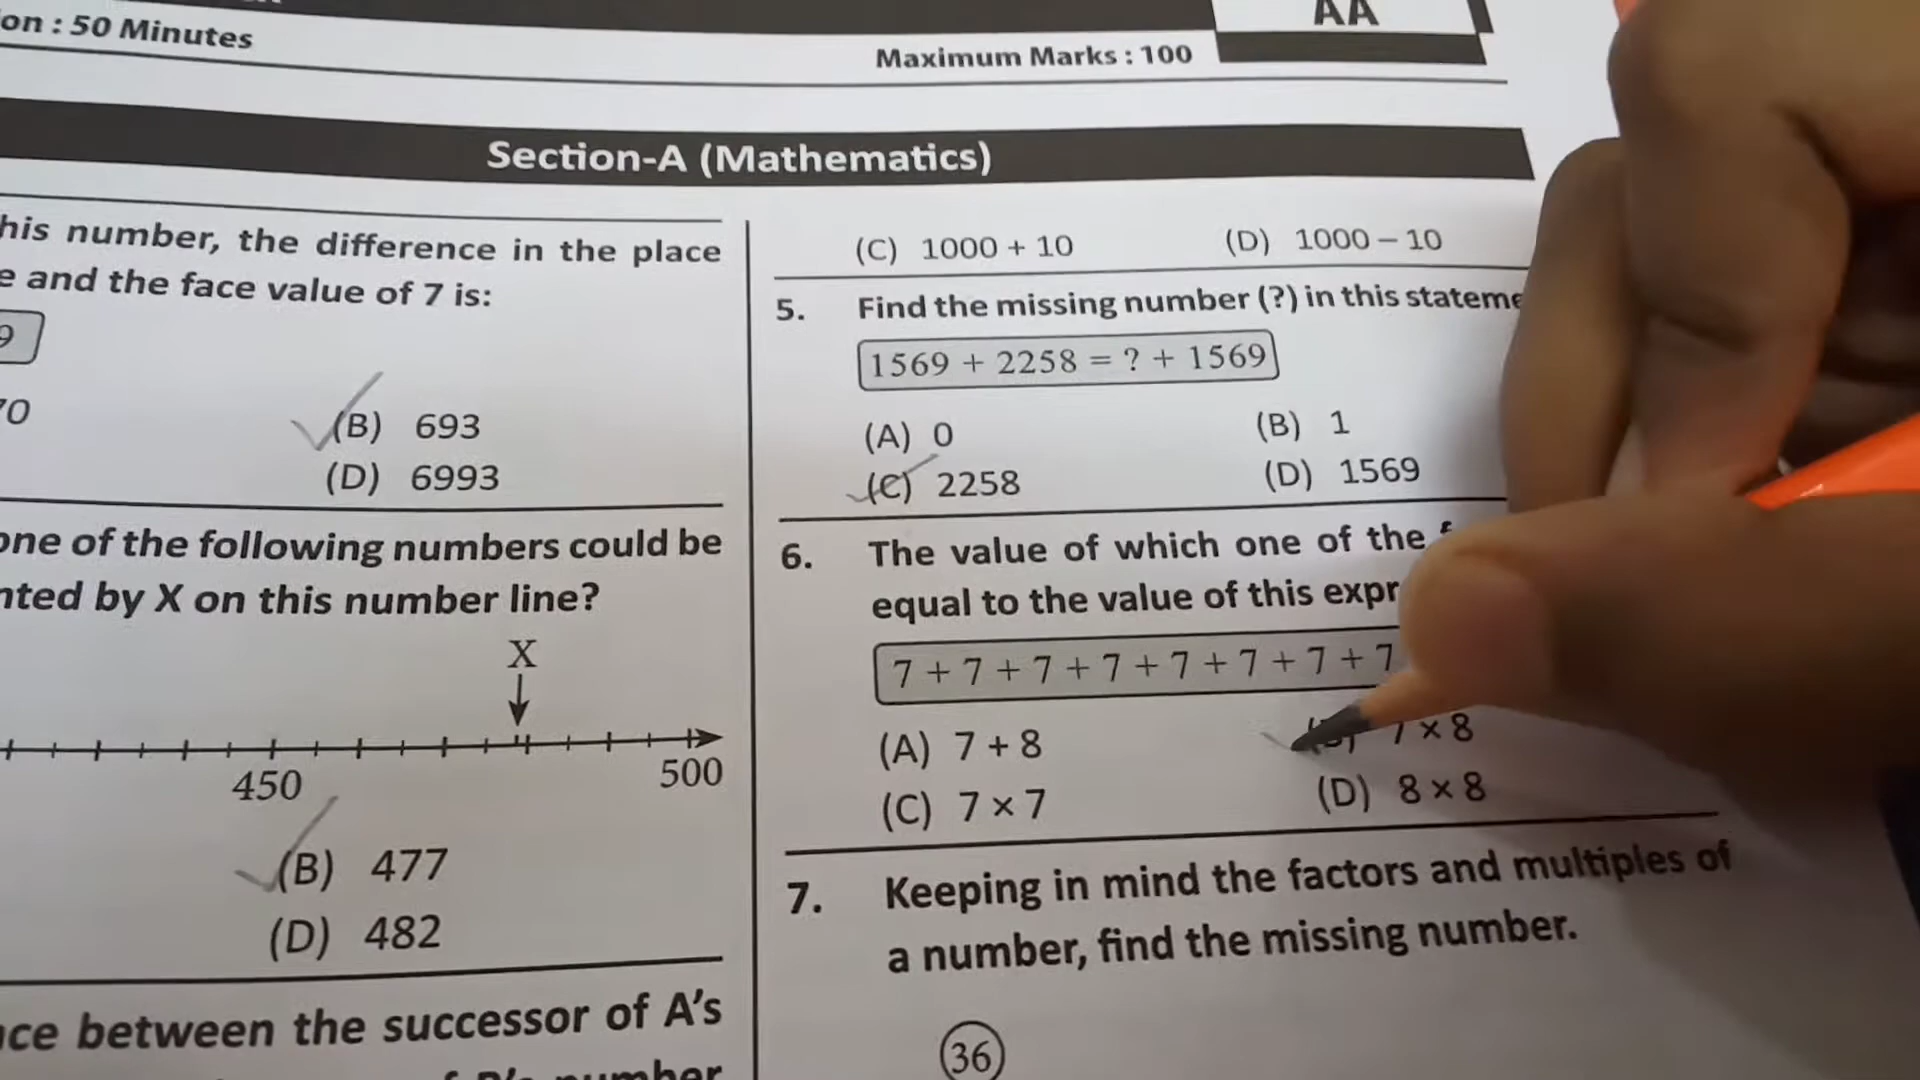 on : 50 Minutes
Maximum Marks : 100
AA
Section-A (Mathematics)
his number, the difference in the place
e and the face value of 7 is:
9
70
(B) 693
(D) 6993
one of the following numbers could be
nted by X on this number line?
X
450
500
(B) 477
(D) 482
ce between the successor of A's
number
(C) 1000 + 10
(D) 1000 – 10
5. Find the missing number (?) in this stateme
1569 + 2258 = ? + 1569
(A) 0
(B) 1
(C) 2258
(D) 1569
6. The value of which one of the
equal to the value of this expr
7 + 7 + 7 + 7 + 7 + 7 + 7 + 7
(A) 7 + 8
(B) 7 × 8
(C) 7 × 7
(D) 8 × 8
7. Keeping in mind the factors and multiples of
a number, find the missing number.
36